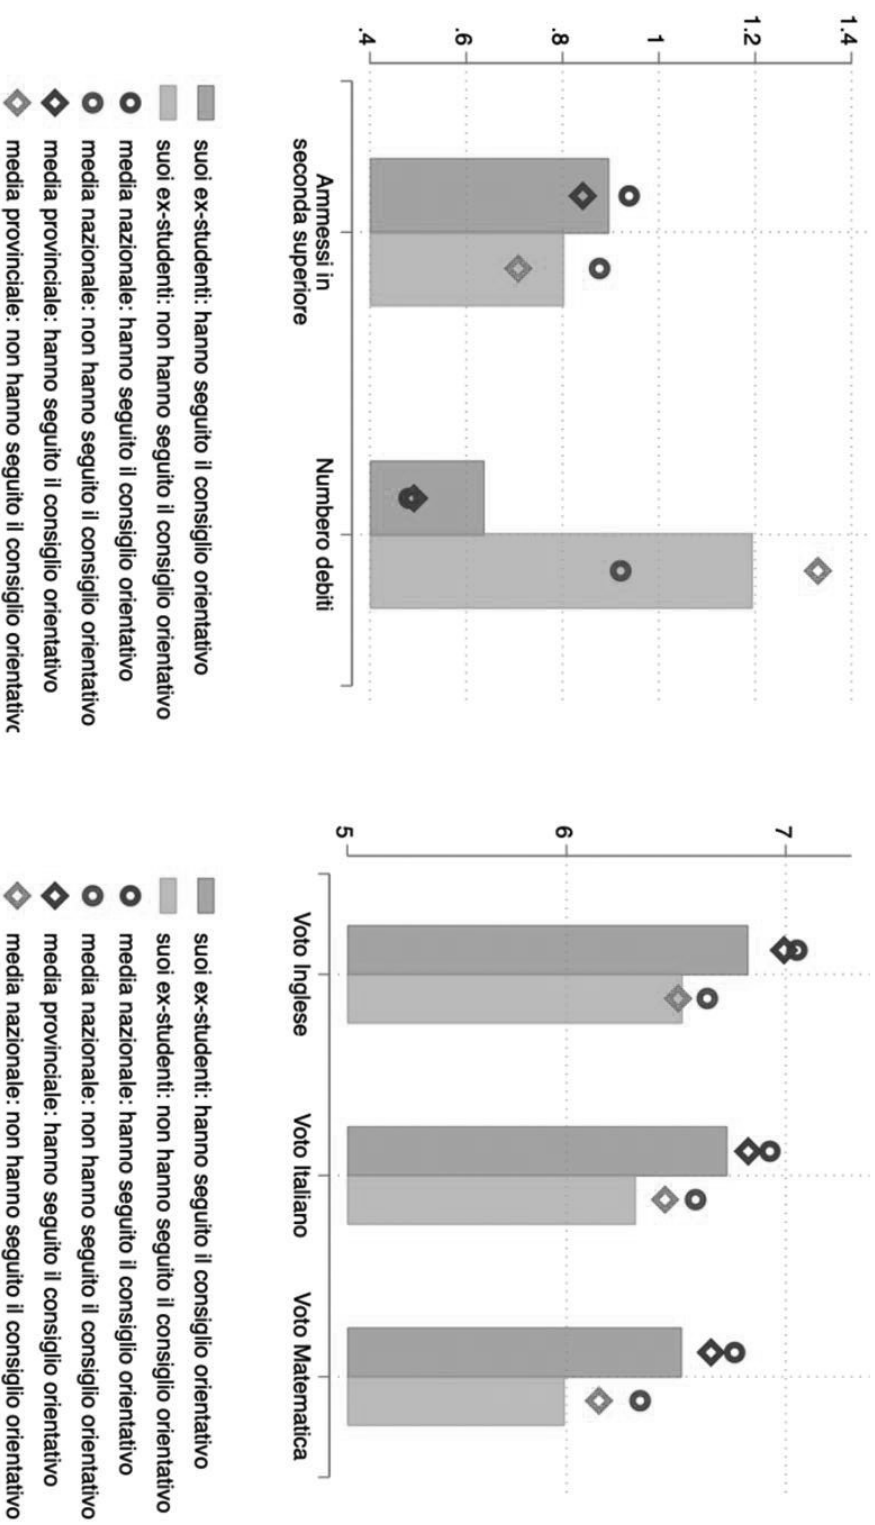 1.4
1.2
1
.8
.6
.4
Ammessi in
seconda superiore
Numbero debiti
suoi ex-studenti: hanno seguito il consiglio orientativo
suoi ex-studenti: non hanno seguito il consiglio orientativo
media nazionale: hanno seguito il consiglio orientativo
media nazionale: non hanno seguito il consiglio orientativo
media provinciale: hanno seguito il consiglio orientativo
media provinciale: non hanno seguito il consiglio orientativo
7
6
5
Voto Inglese
Voto Italiano
Voto Matematica
suoi ex-studenti: hanno seguito il consiglio orientativo
suoi ex-studenti: non hanno seguito il consiglio orientativo
media nazionale: hanno seguito il consiglio orientativo
media nazionale: non hanno seguito il consiglio orientativo
media provinciale: hanno seguito il consiglio orientativo
media nazionale: non hanno seguito il consiglio orientativo